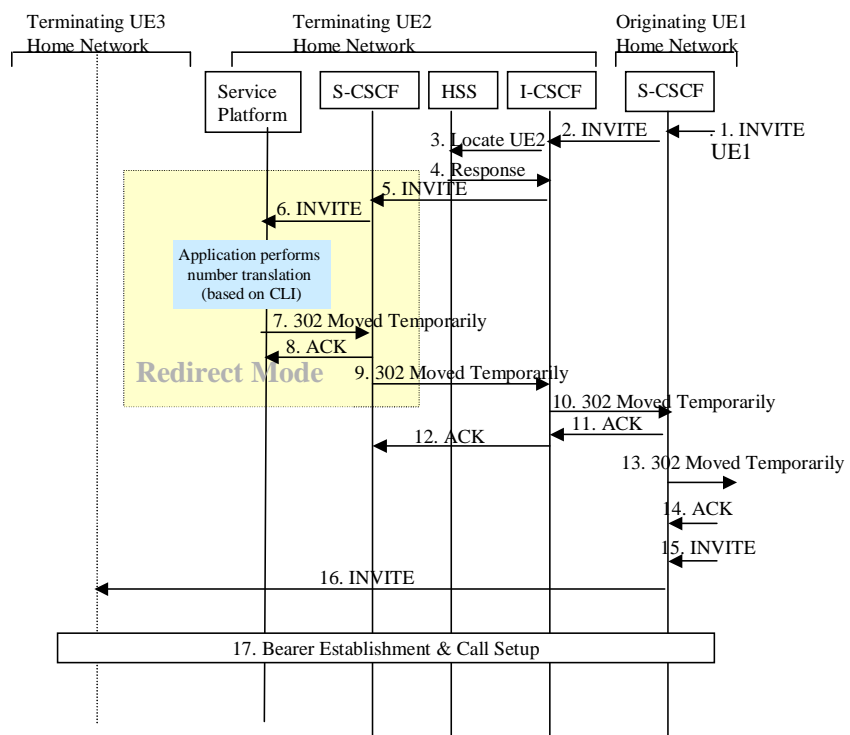 Terminating UE3
Home Network
Terminating UE2
Home Network
Originating UE1
Home Network
Service
Platform
S-CSCF
HSS
I-CSCF
S-CSCF
. 1. INVITE
UE1
2. INVITE
3. Locate UE2
4. Response
5. INVITE
6. INVITE
Application performs
number translation
(based on CLI)
7. 302 Moved Temporarily
8. ACK
Redirect Mode
9. 302 Moved Temporarily
10. 302 Moved Temporarily
11. ACK
12. ACK
13. 302 Moved Temporarily
14. ACK
15. INVITE
16. INVITE
17. Bearer Establishment & Call Setup